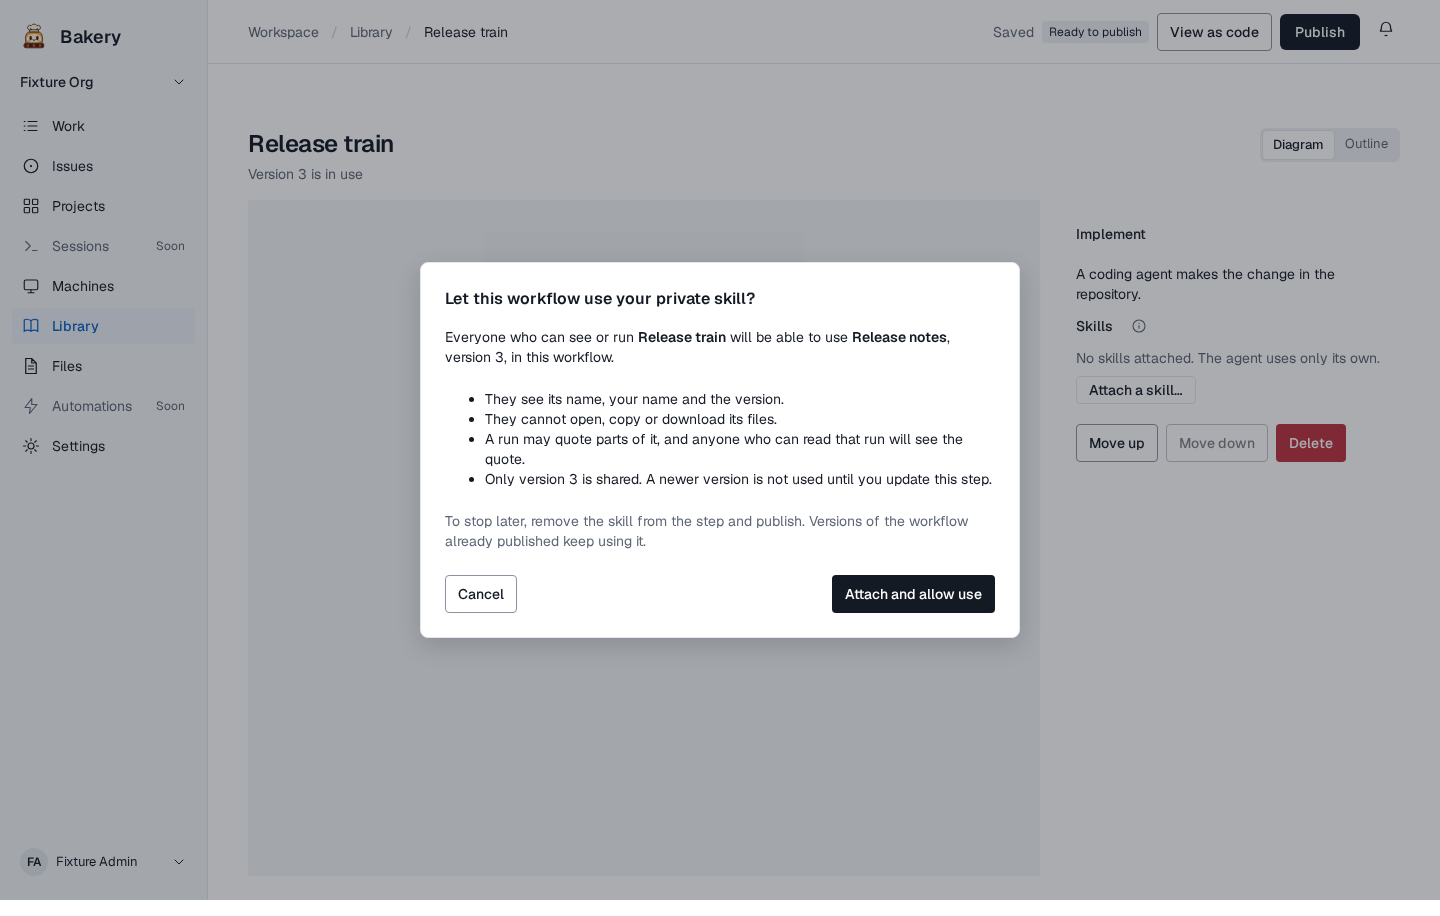 Bakery
Fixture Org
Work
Issues
Projects
Sessions Soon
Machines
Library
Files
Automations Soon
Settings
FA Fixture Admin
Workspace / Library / Release train
Saved Ready to publish View as code Publish
Release train
Version 3 is in use
Diagram Outline
Implement
A coding agent makes the change in the
repository.
Skills
No skills attached. The agent uses only its own.
Attach a skill...
Move up Move down Delete
Let this workflow use your private skill?
Everyone who can see or run Release train will be able to use Release notes,
version 3, in this workflow.
• They see its name, your name and the version.
• They cannot open, copy or download its files.
• A run may quote parts of it, and anyone who can read that run will see the
quote.
• Only version 3 is shared. A newer version is not used until you update this step.
To stop later, remove the skill from the step and publish. Versions of the workflow
already published keep using it.
Cancel Attach and allow use